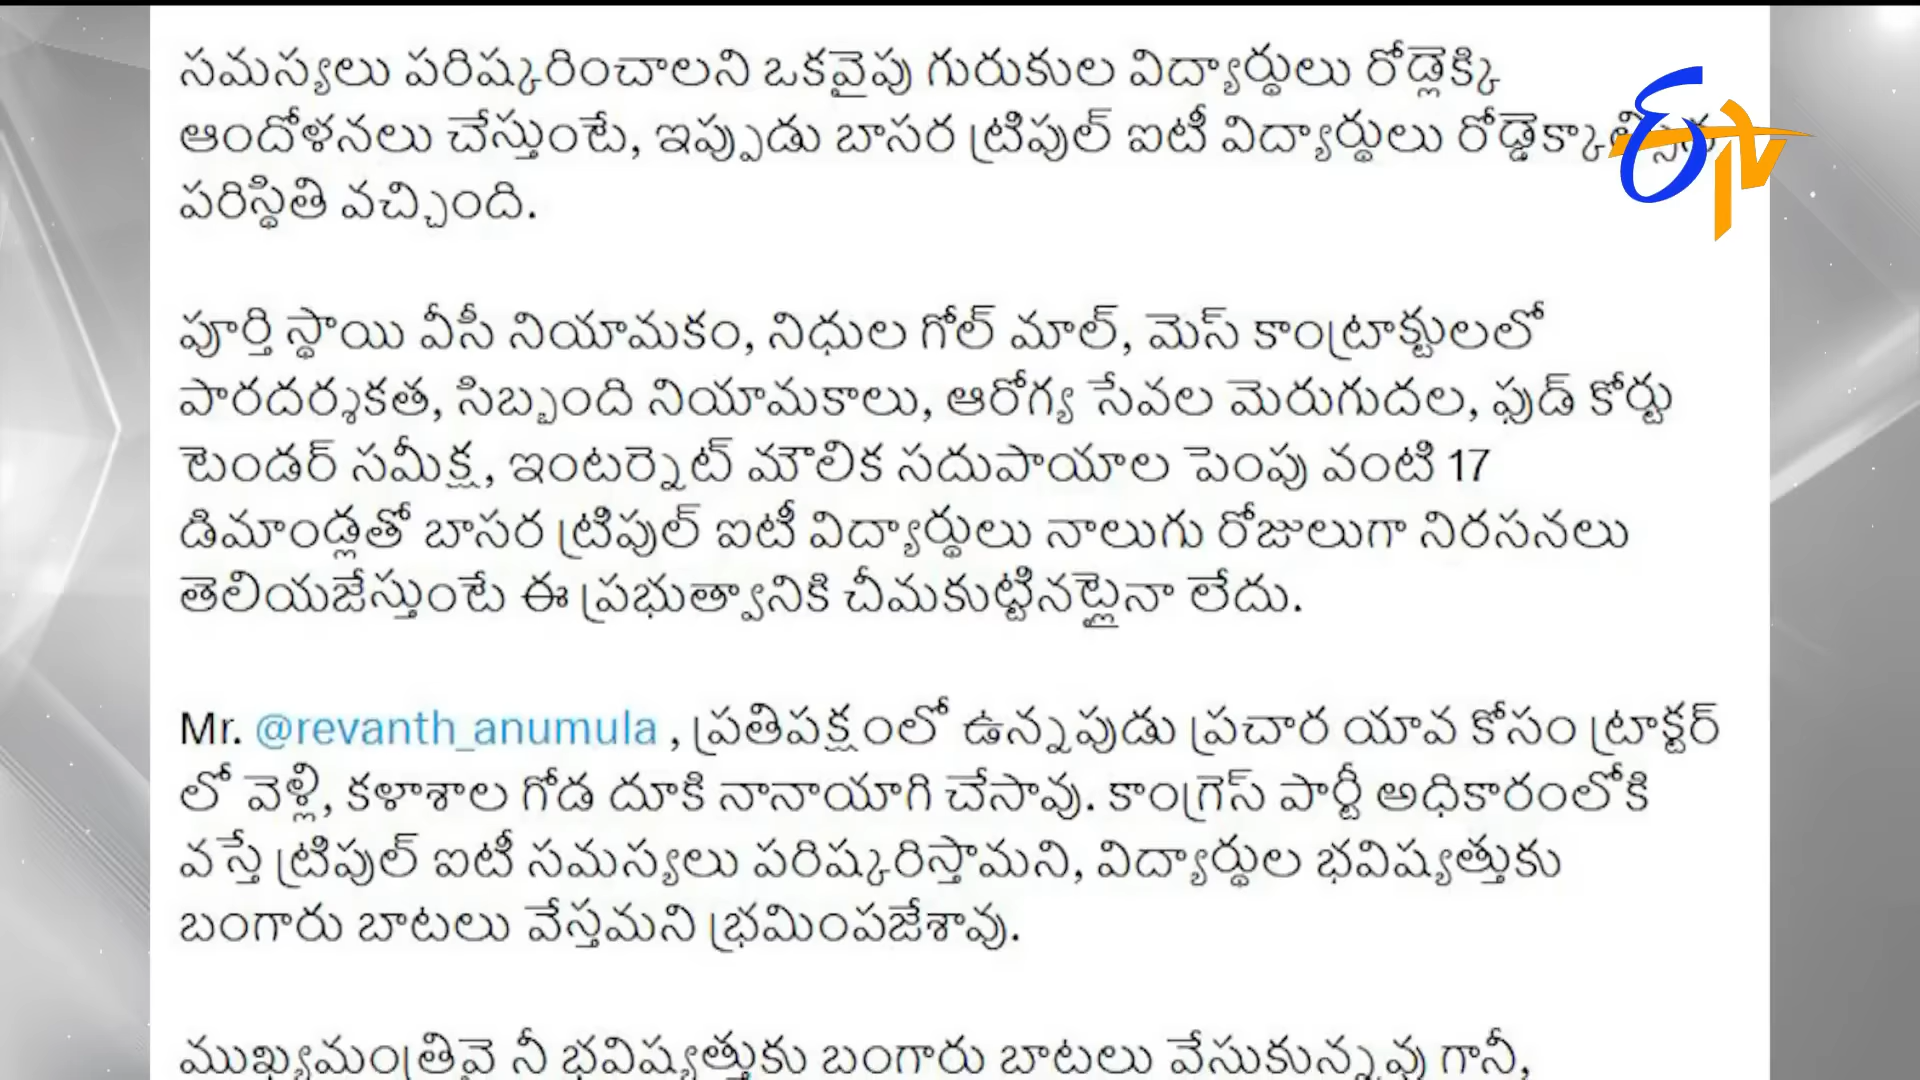 సమస్యలు పరిష్కరించాలని ఒకవైపు గురుకుల విద్యార్థులు రోడ్లెక్కి
ఆందోళనలు చేస్తుంటే, ఇప్పుడు బాసర ట్రిపుల్ ఐటీ విద్యార్థులు
పరిస్థితి వచ్చింది.
పూర్తి స్థాయి వీసీ నియామకం, నిధుల గోల్ మాల్, మెస్ కాంట్రాక్టులలో
పారదర్శకత, సిబ్బంది నియామకాలు, ఆరోగ్య సేవల మెరుగుదల, ఫుడ్ కోర్టు
టెండర్ సమీక్ష, ఇంటర్నెట్ మౌలిక సదుపాయాల పెంపు వంటి 17
డిమాండ్లతో బాసర ట్రిపుల్ ఐటీ విద్యార్థులు నాలుగు రోజులుగా నిరసనలు
తెలియజేస్తుంటే ఈ ప్రభుత్వానికి చీమకుట్టినట్లైనా లేదు.
Mr. @revanth_anumula , ప్రతిపక్షంలో ఉన్నపుడు ప్రచార యావ కోసం ట్రాక్టర్
లో వెళ్లి, కళాశాల గోడ దూకి నానాయాగి చేసావు. కాంగ్రెస్ పార్టీ అధికారంలోకి
వస్తే ట్రిపుల్ ఐటీ సమస్యలు పరిష్కరిస్తామని, విద్యార్థుల భవిష్యత్తుకు
బంగారు బాటలు వేస్తమని భ్రమింపజేశావు.
ముఖ్యమంత్రివై నీ భవిష్యత్తుకు బంగారు బాటలు వేసుకున్నవు గానీ,